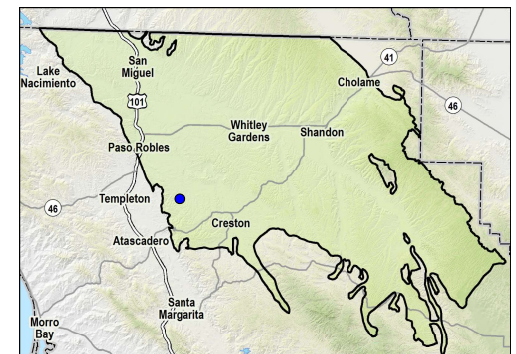 41
San
Miguel
Lake
Nacimiento
Cholame
101
46
Whitley
Gardens
Shandon
Paso Robles
Templeton
46
Creston
Atascadero
Santa
Margarita
Morro
Bay